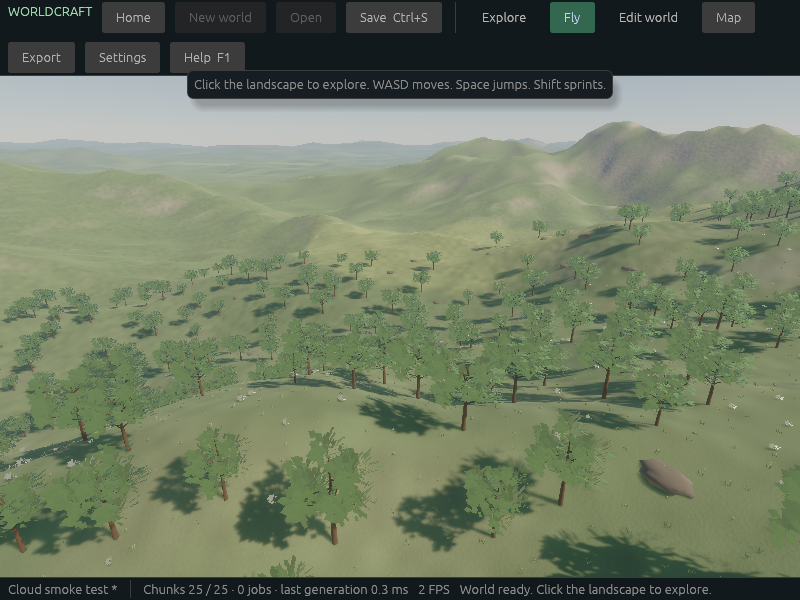 WORLDCRAFT Home New world Open Save Ctrl+S Explore Fly Edit world Map
Export Settings Help F1
Click the landscape to explore. WASD moves. Space jumps. Shift sprints.
Cloud smoke test * Chunks 25 / 25 · 0 jobs · last generation 0.3 ms 2 FPS World ready. Click the landscape to explore.